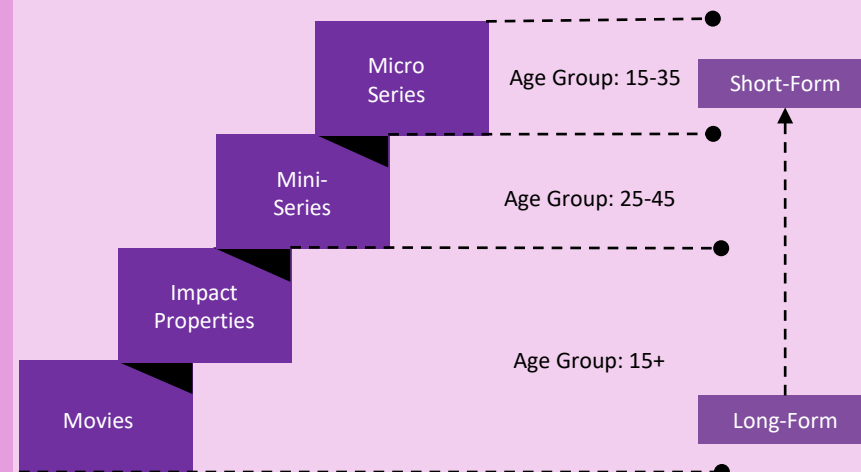 Micro
Series
Age Group: 15-35
Short-Form
Mini-
Series
Age Group: 25-45
Impact
Properties
Age Group: 15+
Movies
Long-Form